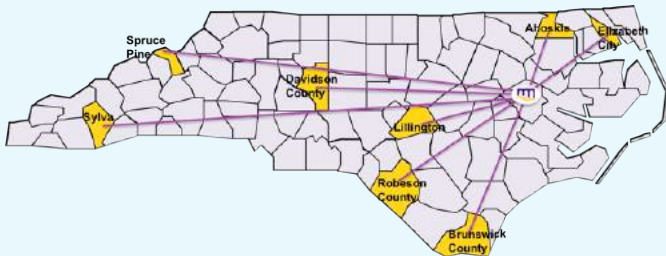 Ahoskie
Elizabeth
City
Spruce
Pine
Davidson
County
Sylva
Lillington
Robeson
County
Brunswick
County